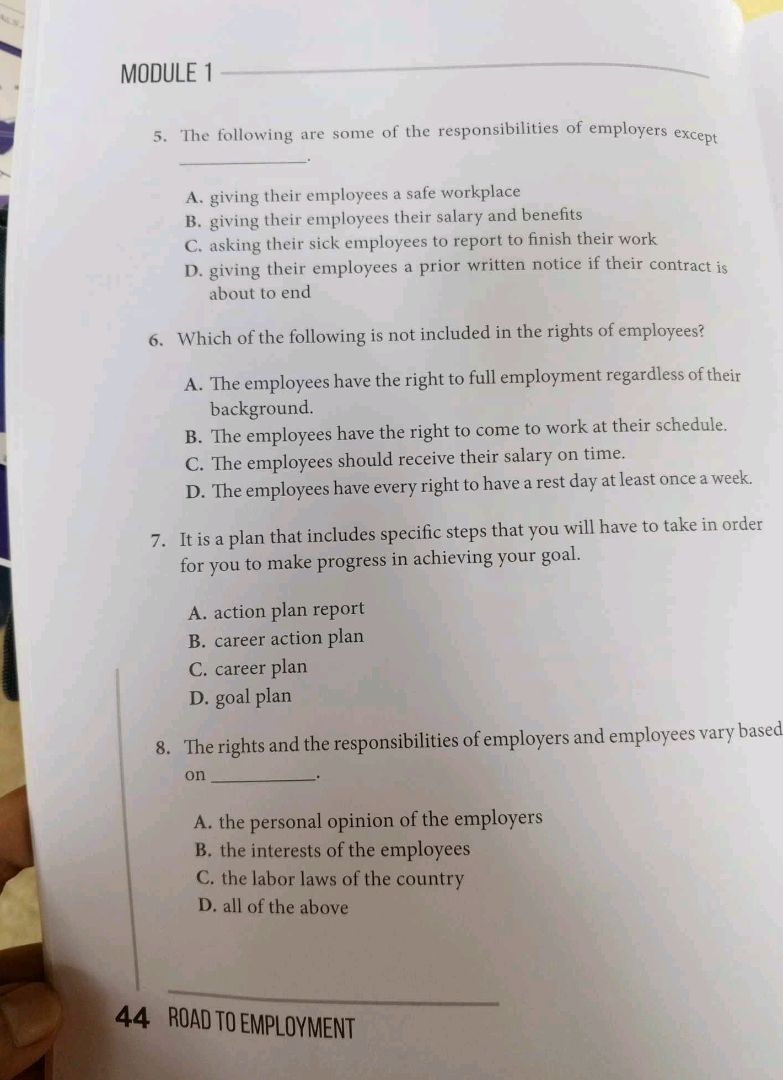 MODULE 1
5. The following are some of the responsibilities of employers except
____________.
A. giving their employees a safe workplace
B. giving their employees their salary and benefits
C. asking their sick employees to report to finish their work
D. giving their employees a prior written notice if their contract is
about to end
6. Which of the following is not included in the rights of employees?
A. The employees have the right to full employment regardless of their
background.
B. The employees have the right to come to work at their schedule.
C. The employees should receive their salary on time.
D. The employees have every right to have a rest day at least once a week.
7. It is a plan that includes specific steps that you will have to take in order
for you to make progress in achieving your goal.
A. action plan report
B. career action plan
C. career plan
D. goal plan
8. The rights and the responsibilities of employers and employees vary based
on __________.
A. the personal opinion of the employers
B. the interests of the employees
C. the labor laws of the country
D. all of the above
44 ROAD TO EMPLOYMENT